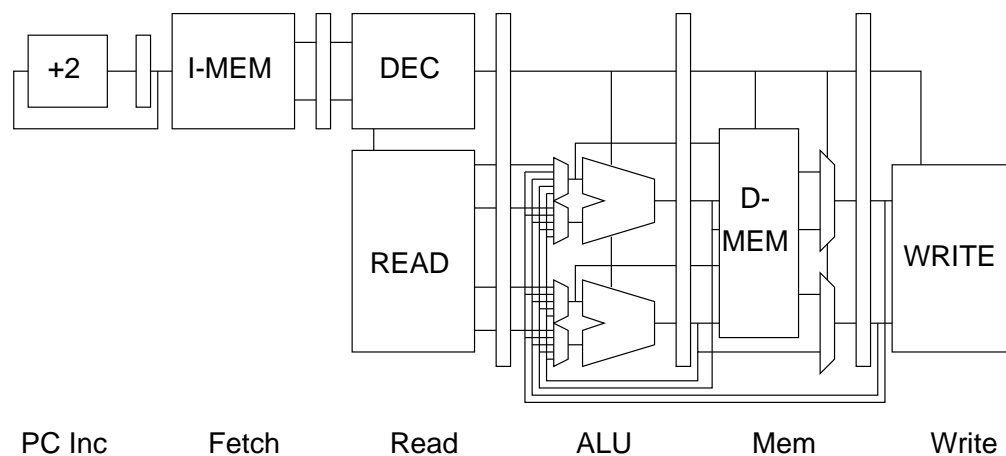 +2
I-MEM
DEC
READ
D-
MEM
WRITE
PC Inc
Fetch
Read
ALU
Mem
Write